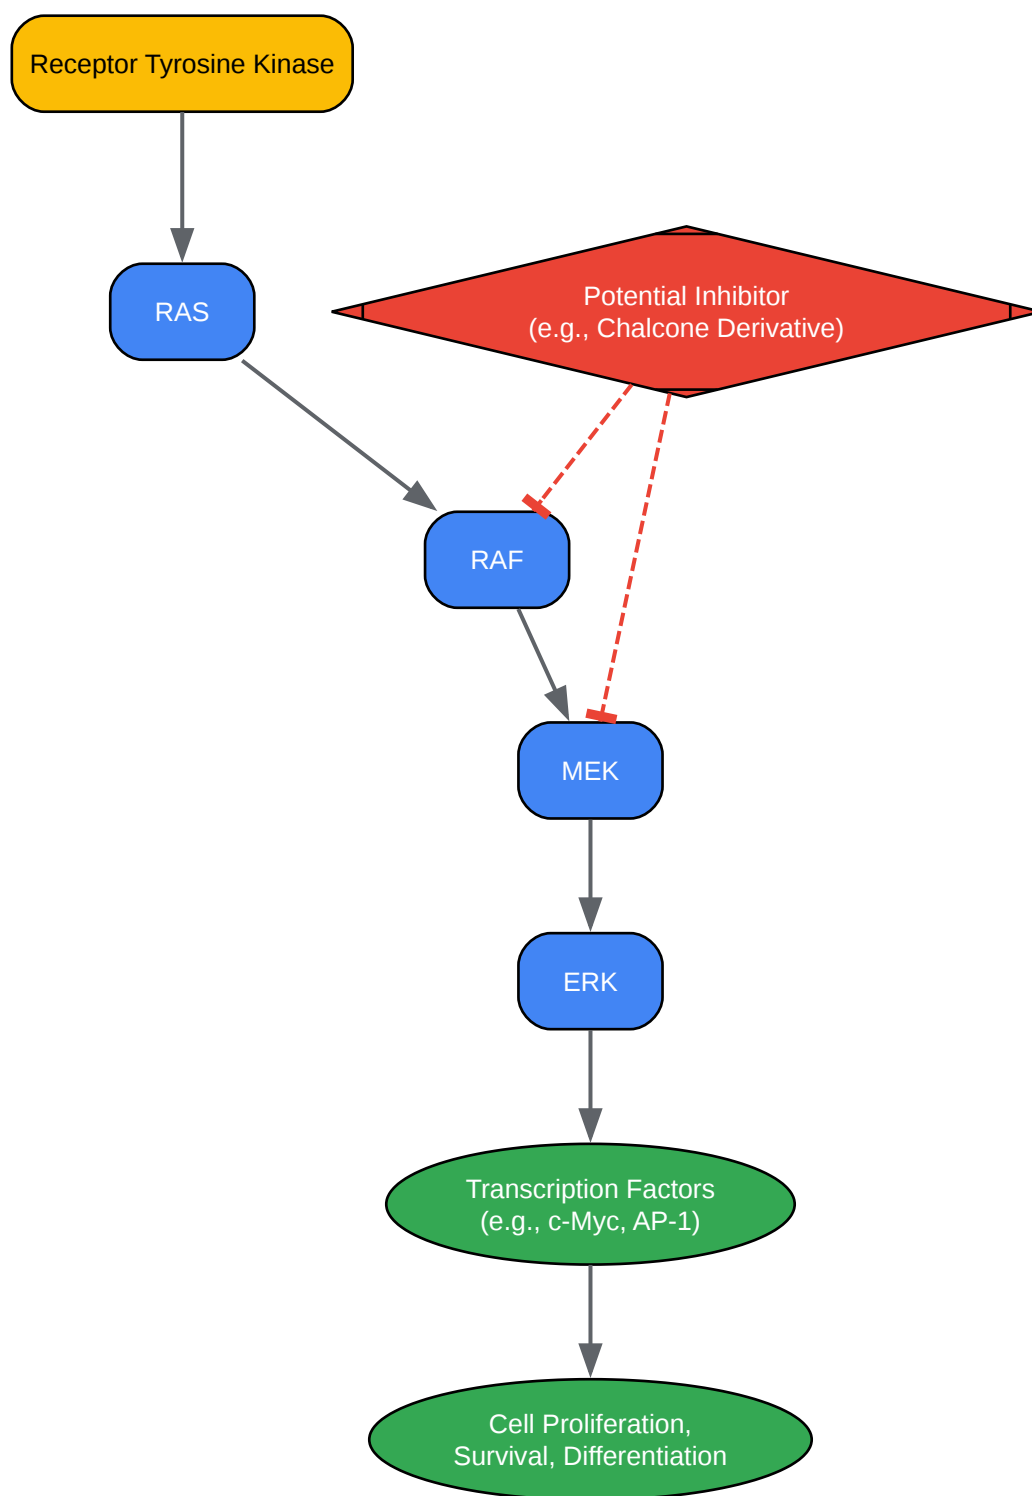 Receptor Tyrosine Kinase
RAS
Potential Inhibitor
(e.g., Chalcone Derivative)
RAF
MEK
ERK
Transcription Factors
(e.g., c-Myc, AP-1)
Cell Proliferation,
Survival, Differentiation